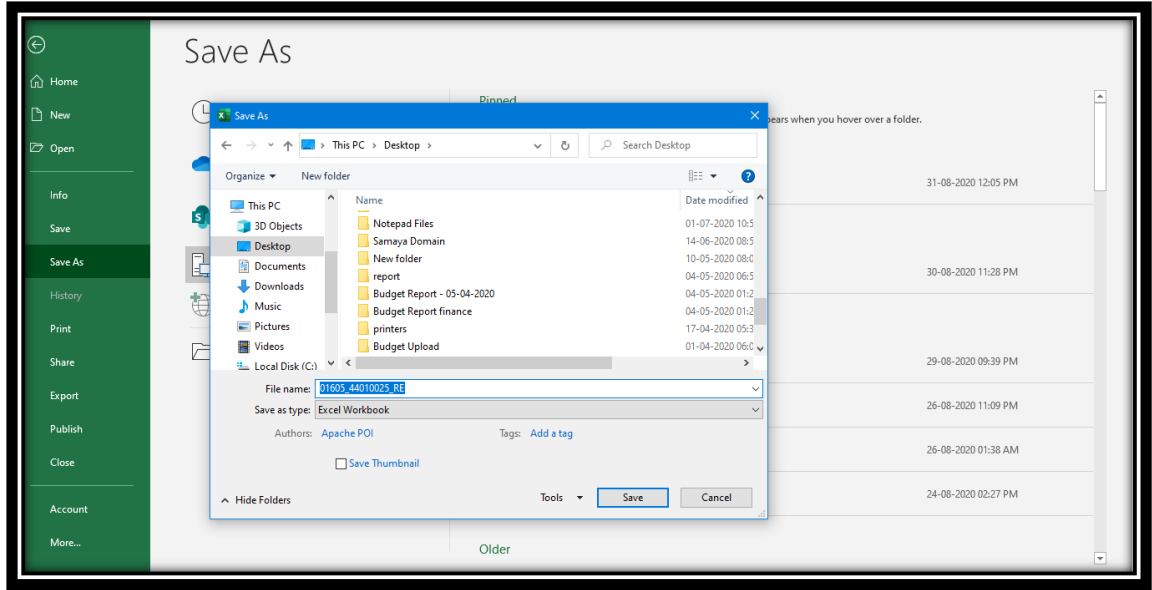 Save As
Home
New
Open
Info
Save
Save As
History
Print
Share
Export
Publish
Close
Account
More...
Pinned
pears when you hover over a folder.
31-08-2020 12:05 PM
30-08-2020 11:28 PM
29-08-2020 09:39 PM
26-08-2020 11:09 PM
26-08-2020 01:38 AM
24-08-2020 02:27 PM
Older
Save As
This PC > Desktop >
Search Desktop
Organize
New folder
This PC
3D Objects
Desktop
Documents
Downloads
Music
Pictures
Videos
Local Disk (C:)
Name Date modified
Notepad Files 01-07-2020 10:5
Samaya Domain 14-06-2020 08:5
New folder 10-05-2020 08:0
report 04-05-2020 06:5
Budget Report - 05-04-2020 04-05-2020 01:2
Budget Report finance 04-05-2020 01:2
printers 17-04-2020 05:3
Budget Upload 01-04-2020 06:0
File name: 01605_44010025_RE
Save as type: Excel Workbook
Authors: Apache POI Tags: Add a tag
Save Thumbnail
Hide Folders Tools Save Cancel